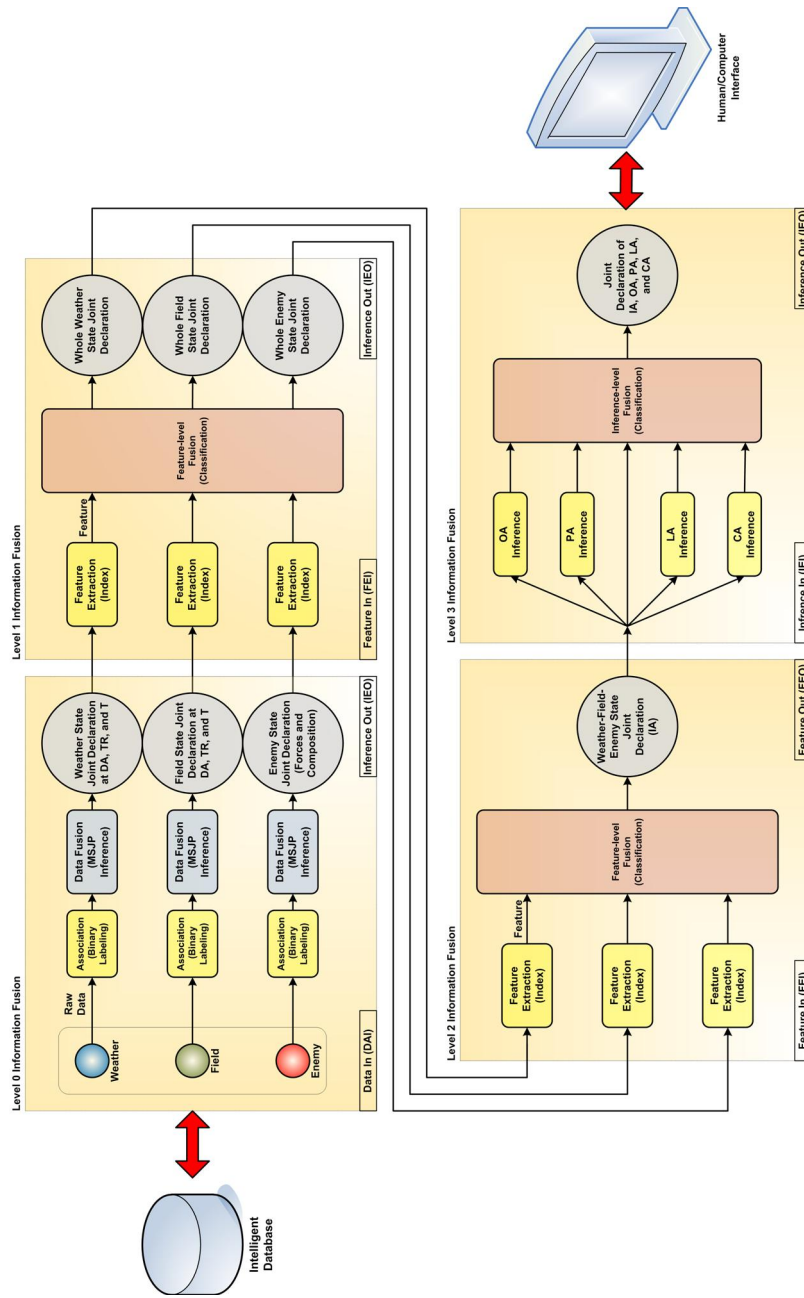 Level 0 Information Fusion
Raw
Data
Weather
Field
Enemy
Association
(Binary
Labeling)
Association
(Binary
Labeling)
Association
(Binary
Labeling)
Data Fusion
(MSJP
Inference)
Data Fusion
(MSJP
Inference)
Data Fusion
(MSJP
Inference)
Weather State
Joint Declaration
at DA, TR, and T
Field State Joint
Declaration at
DA, TR, and T
Enemy State
Joint Declaration
(Forces and
Composition)
Data In (DAI)
Inference Out (IEO)
Intelligent
Database
Level 1 Information Fusion
Feature
Extraction
(Index)
Feature
Extraction
(Index)
Feature
Extraction
(Index)
Feature
Feature-level
Fusion
(Classification)
Whole Weather
State Joint
Declaration
Whole Field
State Joint
Declaration
Whole Enemy
State Joint
Declaration
Feature In (FEI)
Inference Out (IEO)
Level 2 Information Fusion
Feature
Extraction
(Index)
Feature
Extraction
(Index)
Feature
Extraction
(Index)
Feature
Feature-level
Fusion
(Classification)
Weather-Field-
Enemy State
Joint
Declaration
(IA)
Feature In (FEI)
Feature Out (FEO)
Level 3 Information Fusion
OA
Inference
PA
Inference
LA
Inference
CA
Inference
Inference-level
Fusion
(Classification)
Joint
Declaration of
IA, OA, PA, LA,
and CA
Infrence In (IEI)
Inference Out (IEO)
Human/Computer
Interface